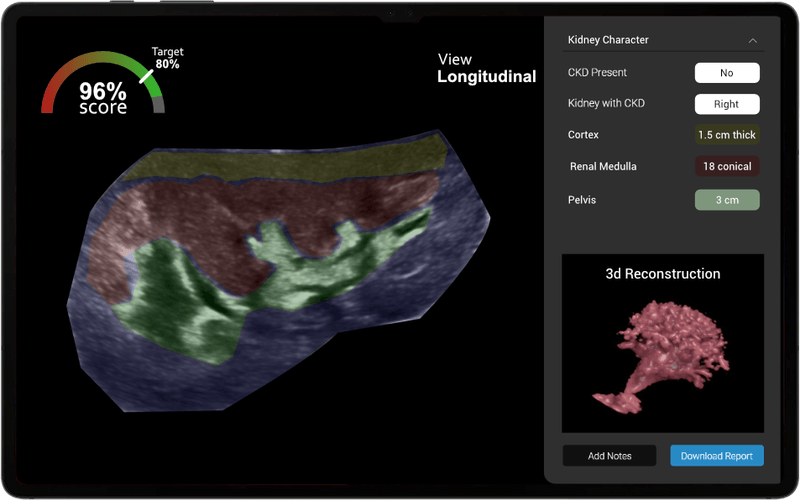 Target
80%
96%
score
View
Longitudinal
Kidney Character
CKD Present No
Kidney with CKD Right
Cortex 1.5 cm thick
Renal Medulla 18 conical
Pelvis 3 cm
3d Reconstruction
Add Notes Download Report